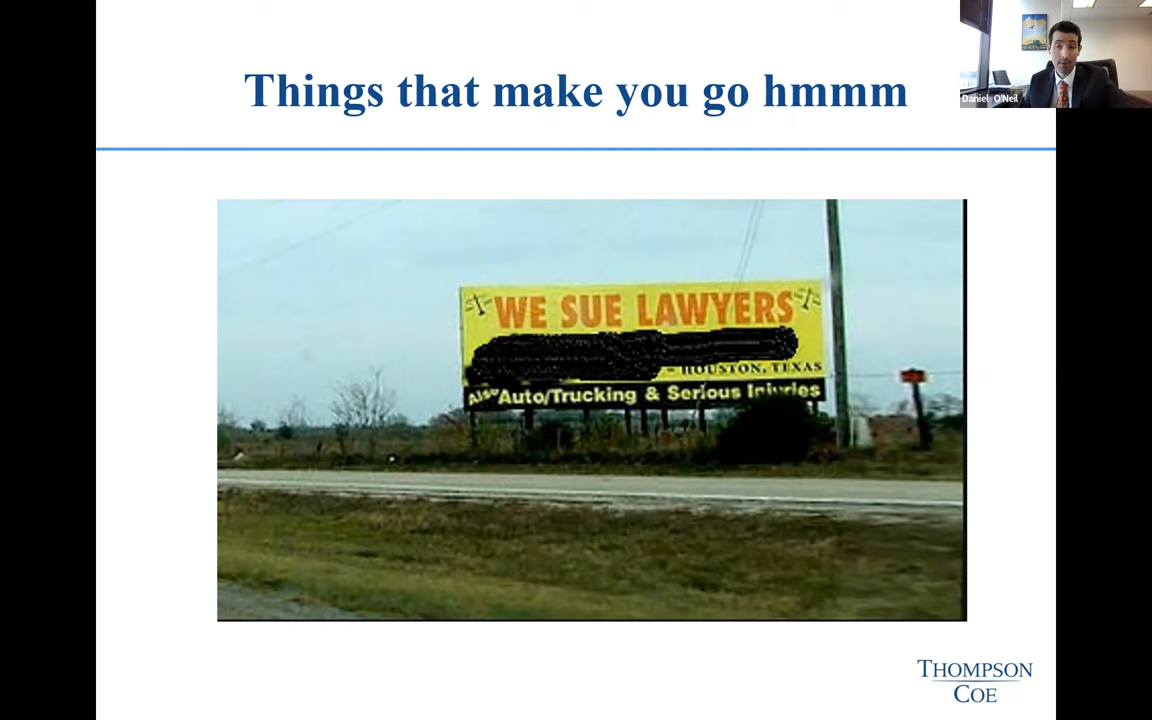 Things that make you go hmmm
Daniel O'Neil
WE SUE LAWYERS
- HOUSTON, TEXAS
Also Auto/Trucking & Serious Injuries
THOMPSON
COE